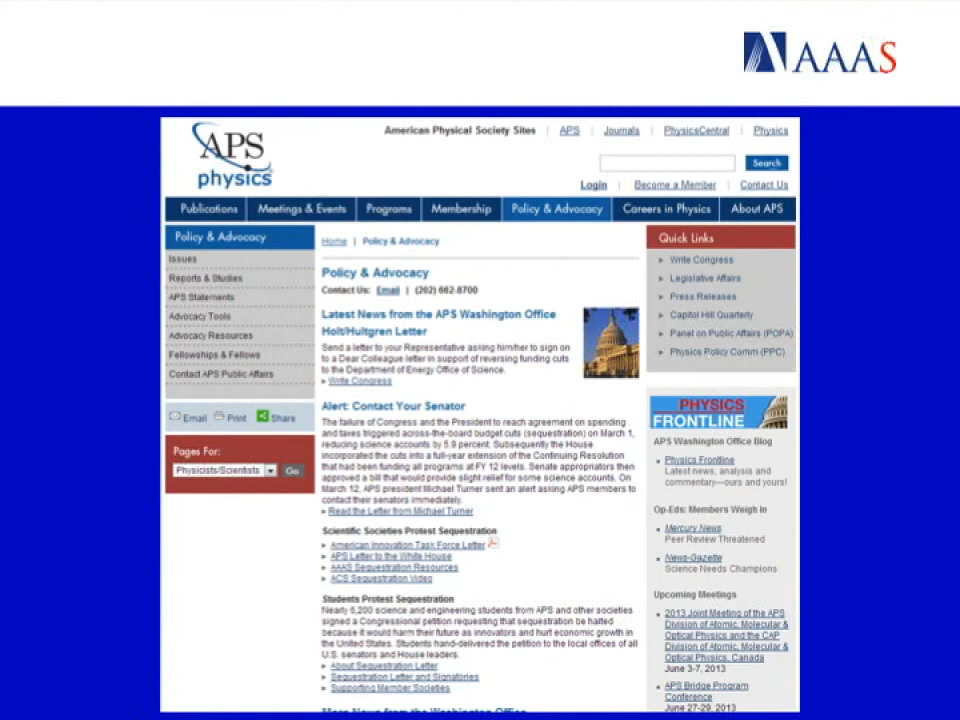 AAAS
APS
physics
American Physical Society Sites | APS | Journals | PhysicsCentral | Physics
Search
Login | Become a Member | Contact Us
Publications Meetings & Events Programs Membership Policy & Advocacy Careers in Physics About APS
Policy & Advocacy
Issues
Reports & Studies
APS Statements
Advocacy Tools
Advocacy Resources
Fellowships & Fellows
Contact APS Public Affairs
Email Print Share
Pages For:
Physicists/Scientists Go
Home | Policy & Advocacy
Policy & Advocacy
Contact Us: Email | (202) 662-8700
Latest News from the APS Washington Office
Holt/Hultgren Letter
Send a letter to your Representative asking him/her to sign on
to a Dear Colleague letter in support of reversing funding cuts
to the Department of Energy Office of Science.
Write Congress
Alert: Contact Your Senator
The failure of Congress and the President to reach agreement on spending
and taxes triggered across-the-board budget cuts (sequestration) on March 1,
reducing science accounts by 5.9 percent. Subsequently the House
incorporated the cuts into a full-year extension of the Continuing Resolution
that had been funding all programs at FY 12 levels. Senate appropriators then
approved a bill that would provide slight relief for some science accounts. On
March 12, APS president Michael Turner sent an alert asking APS members to
contact their senators immediately.
Read the Letter from Michael Turner
Scientific Societies Protest Sequestration
American Innovation Task Force Letter
APS Letter to the White House
AAAS Sequestration Resources
ACS Sequestration Video
Students Protest Sequestration
Nearly 6,200 science and engineering students from APS and other societies
signed a Congressional petition requesting that sequestration be halted
because it would harm their future as innovators and hurt economic growth in
the United States. Students hand-delivered the petition to the local offices of all
U.S. senators and House leaders.
About Sequestration Letter
Sequestration Letter and Signatories
Supporting Member Societies
More News from the Washington Office
Quick Links
Write Congress
Legislative Affairs
Press Releases
Capitol Hill Quarterly
Panel on Public Affairs (POPA)
Physics Policy Comm (PPC)
PHYSICS
FRONTLINE
APS Washington Office Blog
Physics Frontline
Latest news, analysis and
commentary—ours and yours!
Op-Eds: Members Weigh In
Mercury News
Peer Review Threatened
News-Gazette
Science Needs Champions
Upcoming Meetings
2013 Joint Meeting of the APS
Division of Atomic, Molecular &
Optical Physics and the CAP
Division of Atomic, Molecular &
Optical Physics, Canada
June 3-7, 2013
APS Bridge Program
Conference
June 27-29, 2013